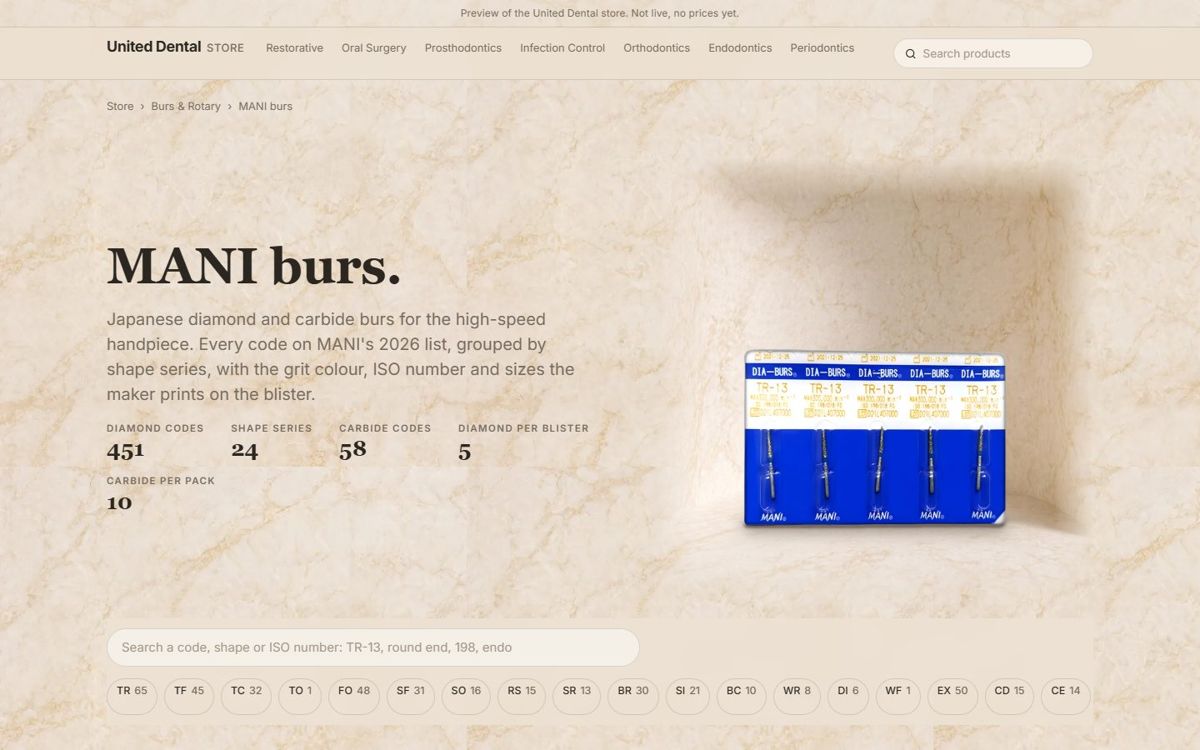 Preview of the United Dental store. Not live, no prices yet.
United Dental STORE Restorative Oral Surgery Prosthodontics Infection Control Orthodontics Endodontics Periodontics Search products
Store › Burs & Rotary › MANI burs
MANI burs.
Japanese diamond and carbide burs for the high-speed
handpiece. Every code on MANI's 2026 list, grouped by
shape series, with the grit colour, ISO number and sizes the
maker prints on the blister.
DIAMOND CODES SHAPE SERIES CARBIDE CODES DIAMOND PER BLISTER
451 24 58 5
CARBIDE PER PACK
10
DIA-BURS DIA-BURS DIA-BURS DIA-BURS DIA-BURS
TR-13 TR-13 TR-13 TR-13 TR-13
MANI MANI MANI MANI MANI
Search a code, shape or ISO number: TR-13, round end, 198, endo
TR 65 TF 45 TC 32 TO 1 FO 48 SF 31 SO 16 RS 15 SR 13 BR 30 SI 21 BC 10 WR 8 DI 6 WF 1 EX 50 CD 15 CE 14